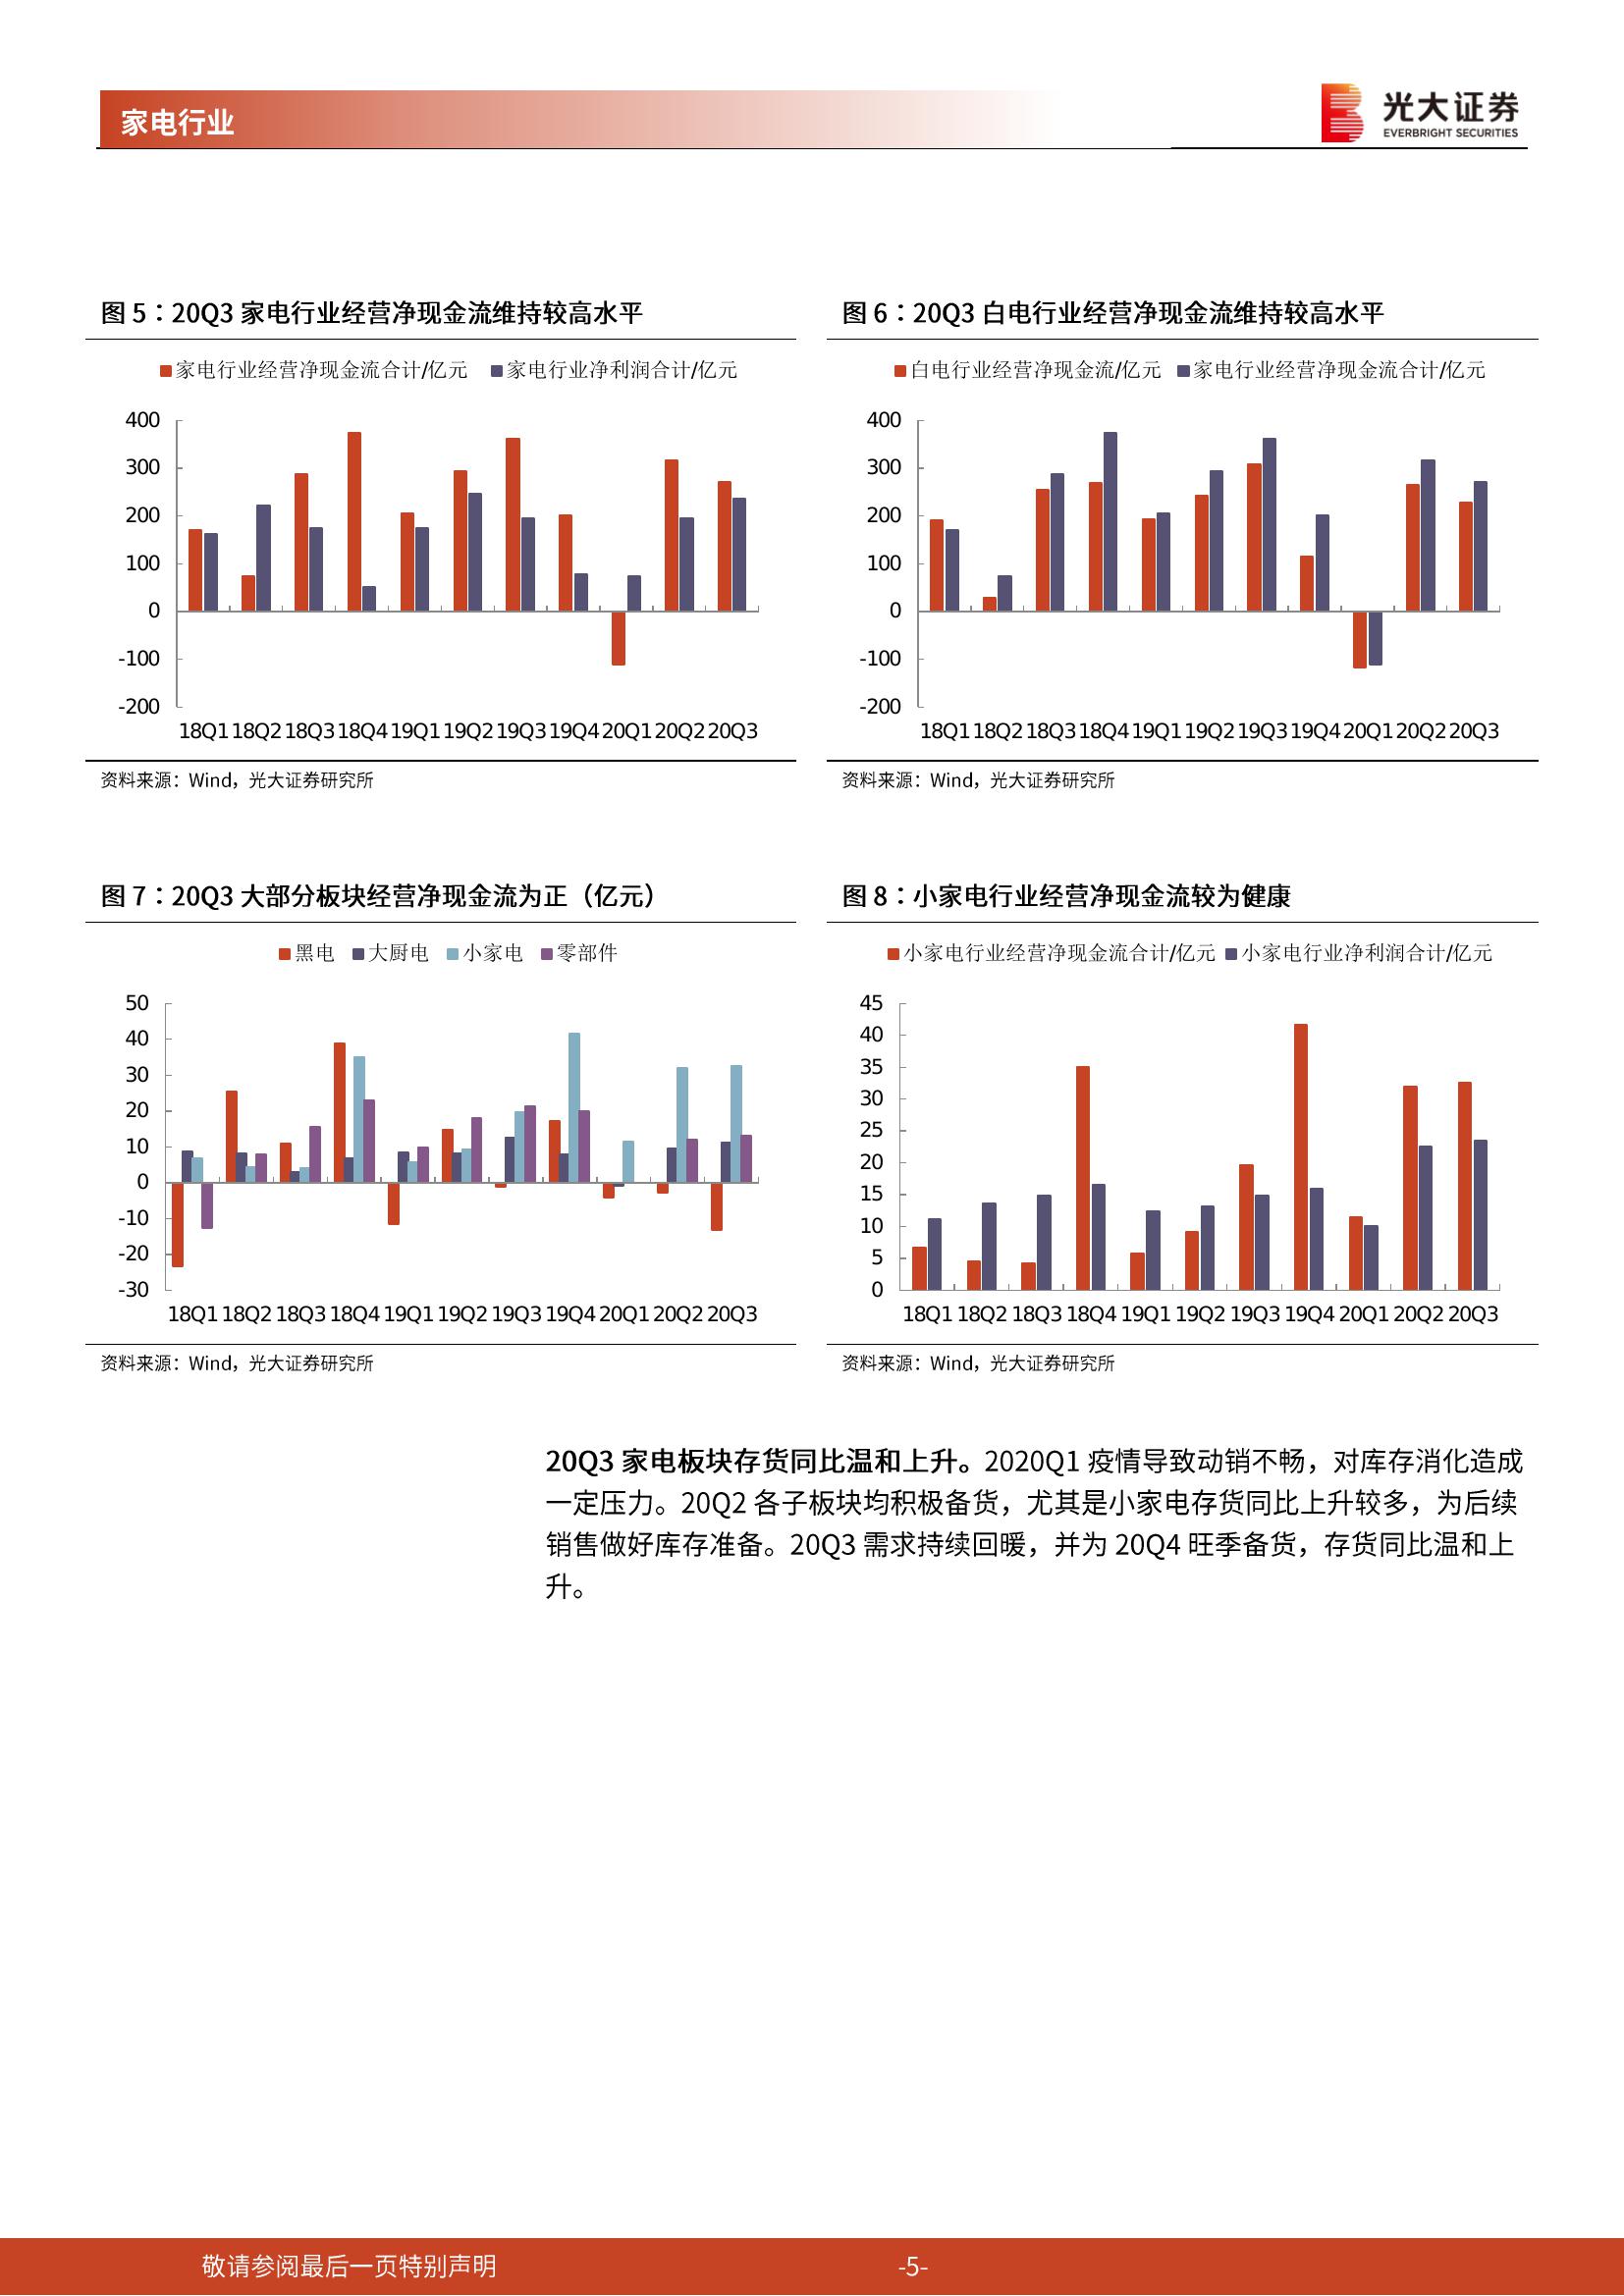 家电行业
光大证券
EVERBRIGHT SECURITIES
图 5：20Q3 家电行业经营净现金流维持较高水平
家电行业经营净现金流合计/亿元 家电行业净利润合计/亿元
400
300
200
100
0
-100
-200
18Q1 18Q2 18Q3 18Q4 19Q1 19Q2 19Q3 19Q4 20Q1 20Q2 20Q3
资料来源：Wind，光大证券研究所
图 6：20Q3 白电行业经营净现金流维持较高水平
白电行业经营净现金流/亿元 家电行业经营净现金流合计/亿元
400
300
200
100
0
-100
-200
18Q1 18Q2 18Q3 18Q4 19Q1 19Q2 19Q3 19Q4 20Q1 20Q2 20Q3
资料来源：Wind，光大证券研究所
图 7：20Q3 大部分板块经营净现金流为正（亿元）
黑电 大厨电 小家电 零部件
50
40
30
20
10
0
-10
-20
-30
18Q1 18Q2 18Q3 18Q4 19Q1 19Q2 19Q3 19Q4 20Q1 20Q2 20Q3
资料来源：Wind，光大证券研究所
图 8：小家电行业经营净现金流较为健康
小家电行业经营净现金流合计/亿元 小家电行业净利润合计/亿元
45
40
35
30
25
20
15
10
5
0
18Q1 18Q2 18Q3 18Q4 19Q1 19Q2 19Q3 19Q4 20Q1 20Q2 20Q3
资料来源：Wind，光大证券研究所
20Q3 家电板块存货同比温和上升。2020Q1 疫情导致动销不畅，对库存消化造成
一定压力。20Q2 各子板块均积极备货，尤其是小家电存货同比上升较多，为后续
销售做好库存准备。20Q3 需求持续回暖，并为 20Q4 旺季备货，存货同比温和上
升。
敬请参阅最后一页特别声明
-5-